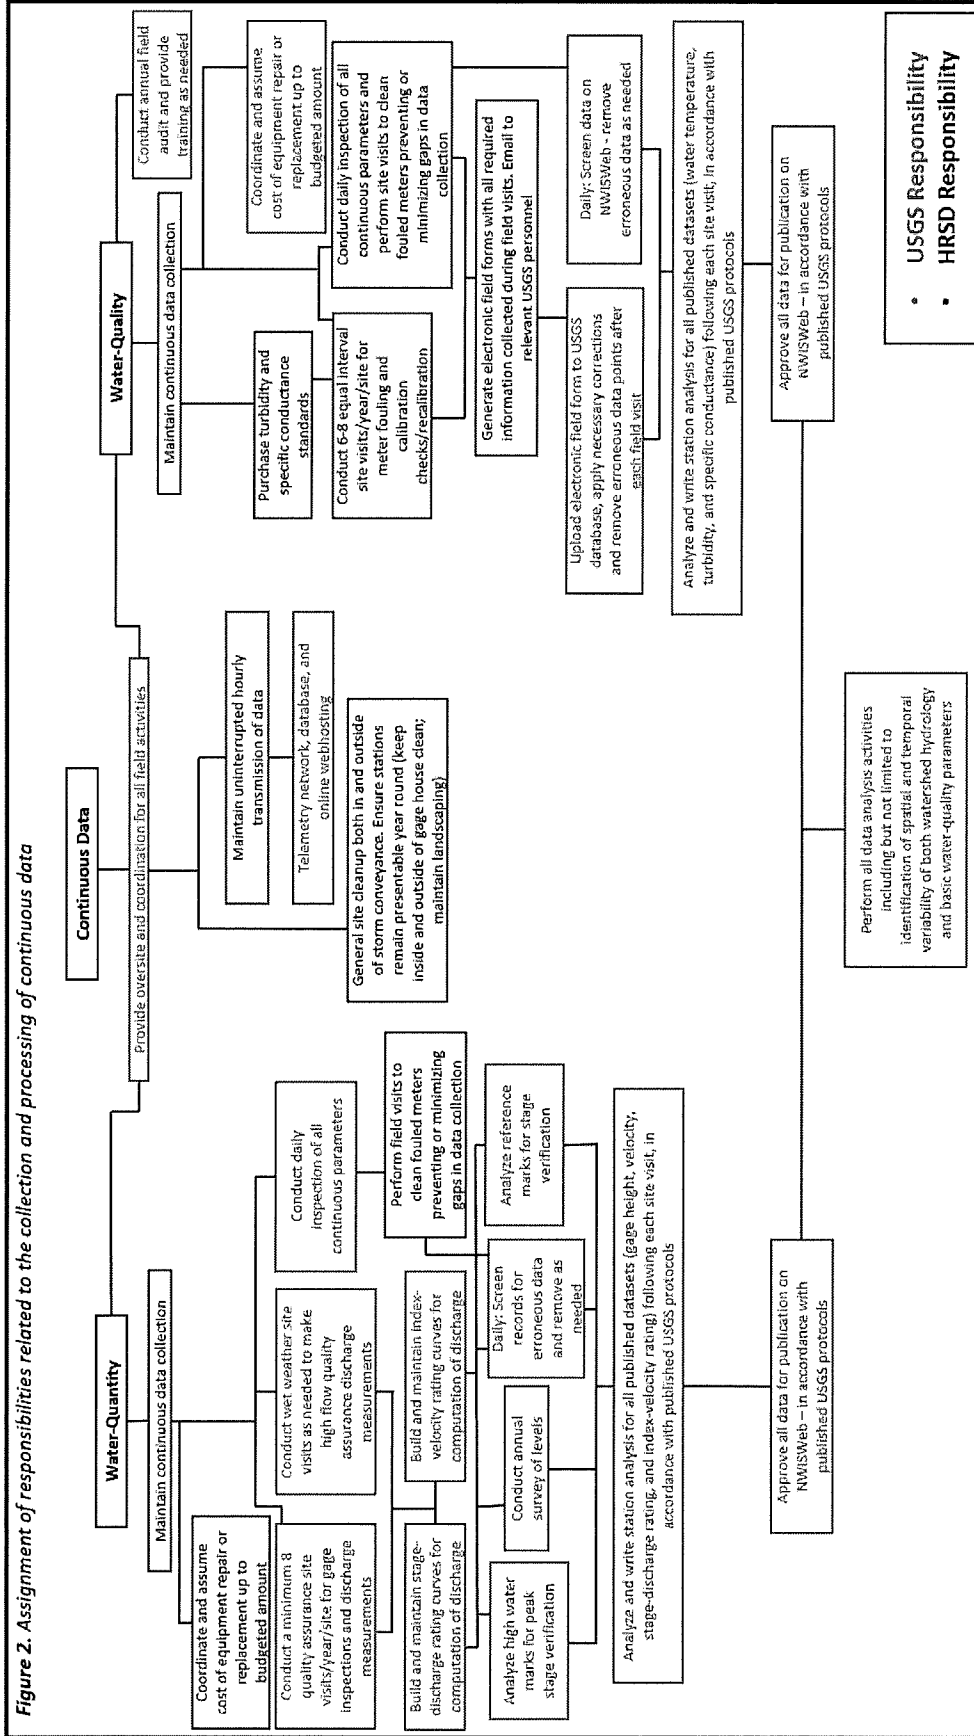 Figure 2. Assignment of responsibilities related to the collection and processing of continuous data
Continuous Data
Provide oversite and coordination for all field activities
Water-Quantity
Maintain continuous data collection
Coordinate and assume
cost of equipment repair or
replacement up to
budgeted amount
Conduct a minimum 8
quality assurance site
visits/year/site for gage
inspections and discharge
measurements
Conduct wet weather site
visits as needed to make
high flow quality
assurance discharge
measurements
Conduct daily
inspection of all
continuous parameters
Perform field visits to
clean fouled meters
preventing or minimizing
gaps in data collection
Build and maintain stage-
discharge rating curves for
computation of discharge
Build and maintain index-
velocity rating curves for
computation of discharge
Analyze high water
marks for peak
stage verification
Conduct annual
survey of levels
Daily: Screen
records for
erroneous data
and remove as
needed
Analyze reference
marks for stage
verification
Analyze and write station analysis for all published datasets (gage height, velocity,
stage-discharge rating, and index-velocity rating) following each site visit, in
accordance with published USGS protocols
Approve all data for publication on
NWISWeb – in accordance with
published USGS protocols
Maintain uninterrupted hourly
transmission of data
Telemetry network, database, and
online webhosting
General site cleanup both in and outside
of storm conveyance. Ensure stations
remain presentable year round (keep
inside and outside of gage house clean;
maintain landscaping)
Water-Quality
Maintain continuous data collection
Conduct annual field
audit and provide
training as needed
Purchase turbidity and
specific conductance
standards
Coordinate and assume
cost of equipment repair or
replacement up to
budgeted amount
Conduct 6-8 equal interval
site visits/year/site for
meter fouling and
calibration
checks/recalibration
Conduct daily inspection of all
continuous parameters and
perform site visits to clean
fouled meters preventing or
minimizing gaps in data
collection
Generate electronic field forms with all required
information collected during field visits. Email to
relevant USGS personnel
Upload electronic field form to USGS
database, apply necessary corrections
and remove erroneous data points after
each field visit
Daily: Screen data on
NWISWeb - remove
erroneous data as needed
Analyze and write station analysis for all published datasets (water temperature,
turbidity, and specific conductance) following each site visit, in accordance with
published USGS protocols
Approve all data for publication on
NWISWeb – in accordance with
published USGS protocols
Perform all data analysis activities
including but not limited to
identification of spatial and temporal
variability of both watershed hydrology
and basic water-quality parameters
• USGS Responsibility
• HRSD Responsibility